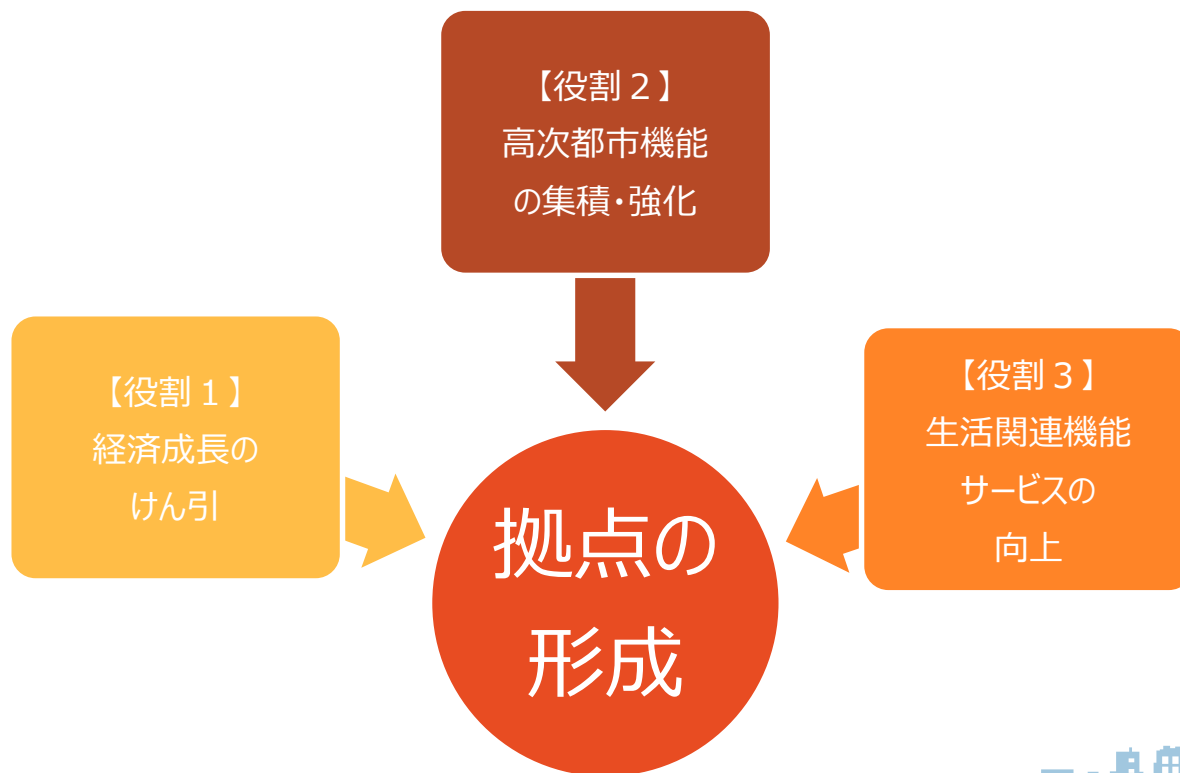 【役割２】
高次都市機能
の集積・強化
【役割１】
経済成長の
けん引
【役割３】
生活関連機能
サービスの
向上
拠点の
形成